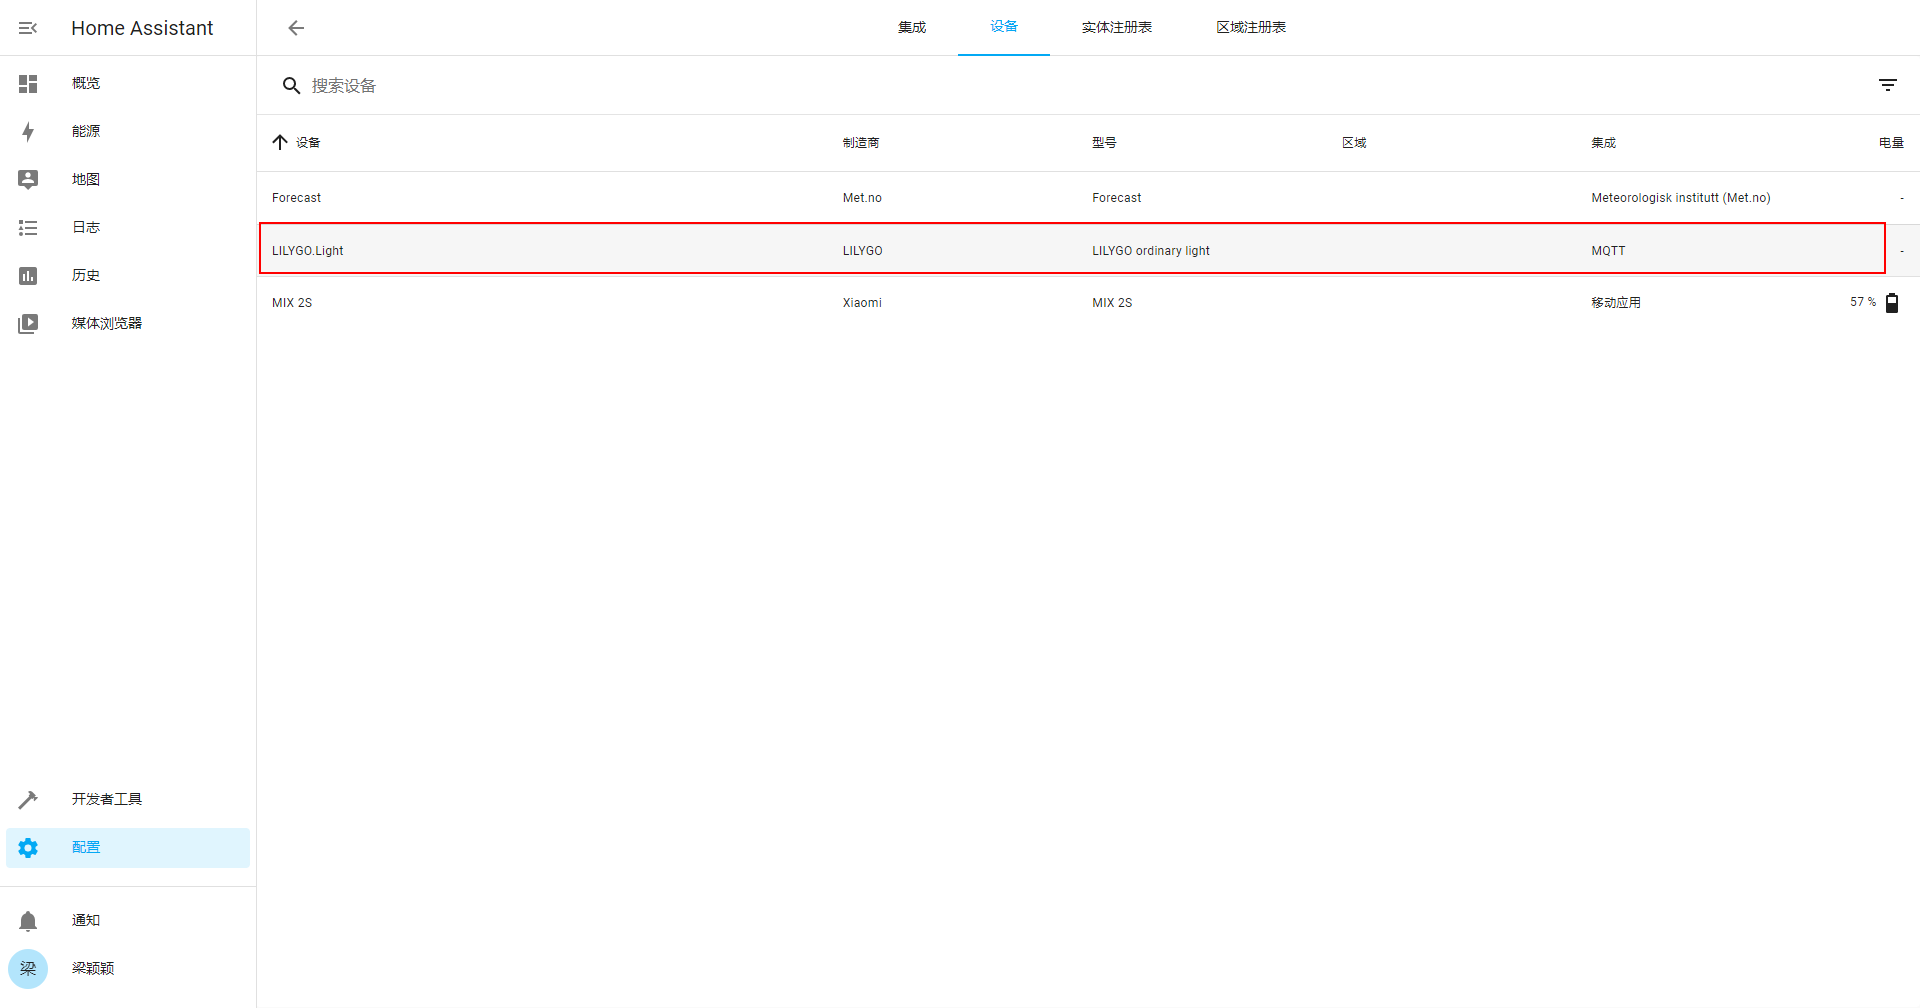 Home Assistant
集成 设备 实体注册表 区域注册表
概览
能源
地图
日志
历史
媒体浏览器
开发者工具
配置
通知
梁 梁颖颖
搜索设备
设备 制造商 型号 区域 集成 电量
Forecast Met.no Forecast Meteorologisk institutt (Met.no) -
LILYGO.Light LILYGO LILYGO ordinary light MQTT -
MIX 2S Xiaomi MIX 2S 移动应用 57 %